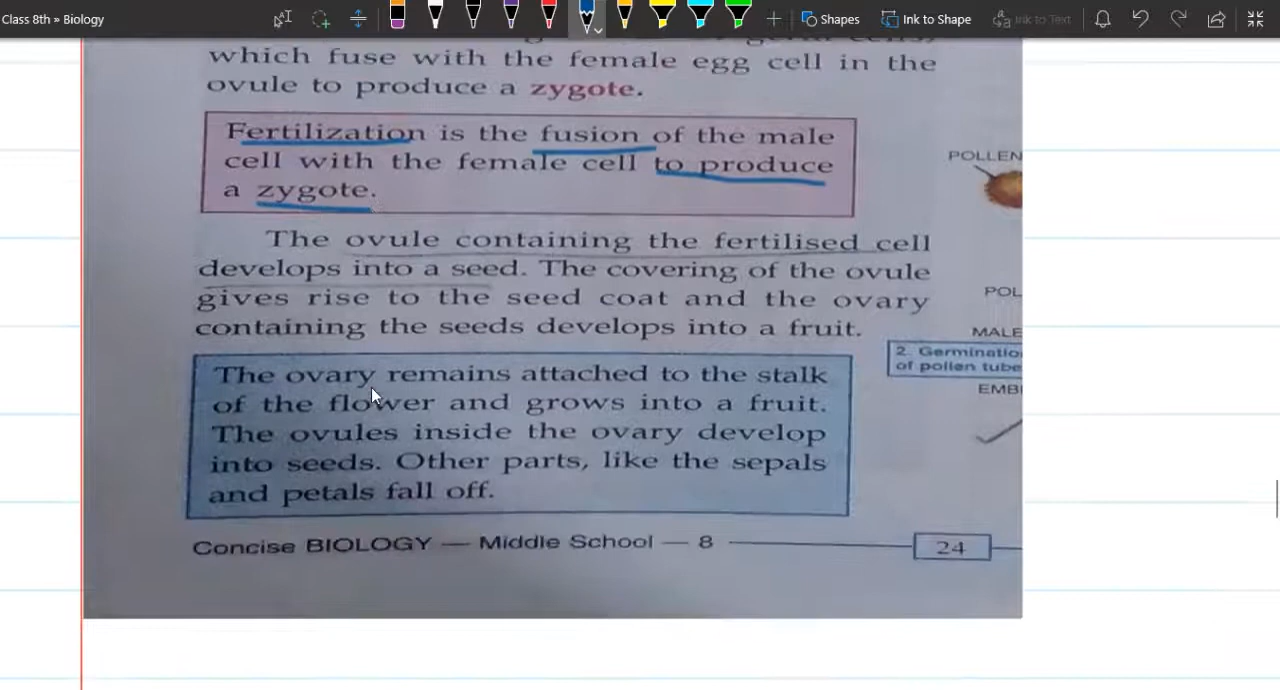 Class 8th » Biology
Shapes
Ink to Shape
Ink to Text
which fuse with the female egg cell in the
ovule to produce a zygote.
Fertilization is the fusion of the male
cell with the female cell to produce
a zygote.
The ovule containing the fertilised cell
develops into a seed. The covering of the ovule
gives rise to the seed coat and the ovary
containing the seeds develops into a fruit.
The ovary remains attached to the stalk
of the flower and grows into a fruit.
The ovules inside the ovary develop
into seeds. Other parts, like the sepals
and petals fall off.
Concise BIOLOGY — Middle School — 8
24
POLLEN
POL
MALE
2. Germinatio
of pollen tube
EMB